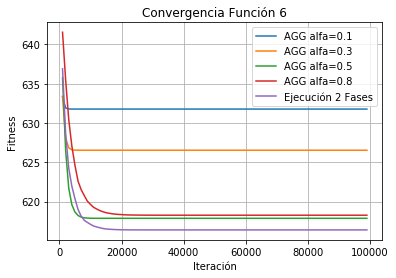 Convergencia Función 6
AGG alfa=0.1
AGG alfa=0.3
AGG alfa=0.5
AGG alfa=0.8
Ejecución 2 Fases
640
635
630
625
620
Fitness
0
20000
40000
60000
80000
100000
Iteración